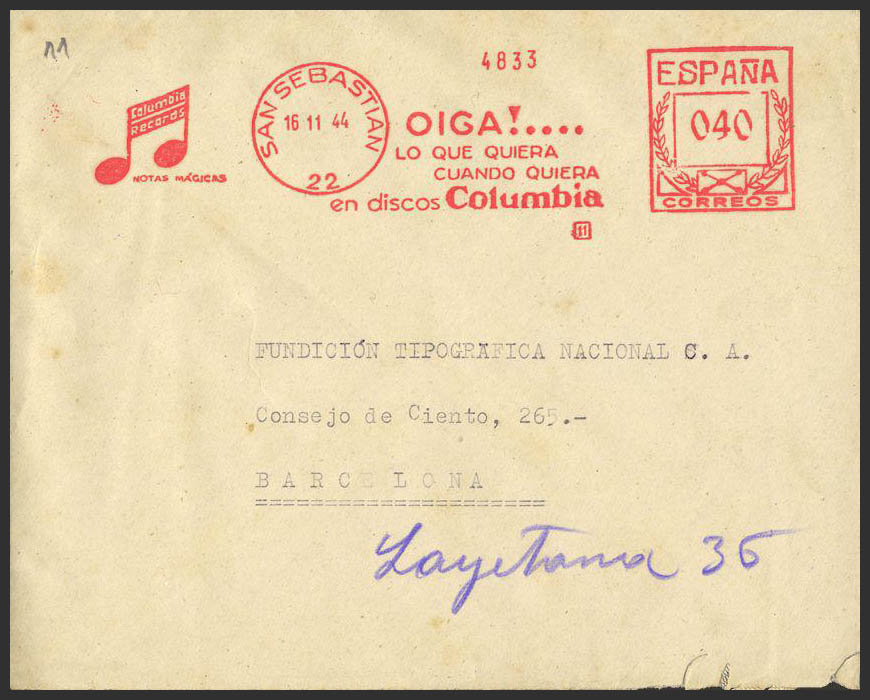 11
Columbia
Records
NOTAS MÁGICAS
SAN SEBASTIAN
16 11 44
22
4833
OIGA!....
LO QUE QUIERA
CUANDO QUIERA
en discos Columbia
11
ESPAÑA
040
CORREOS
FUNDICIÓN TIPOGRAFICA NACIONAL C. A.
Consejo de Ciento, 265.-
BARCELONA
Layetana 36